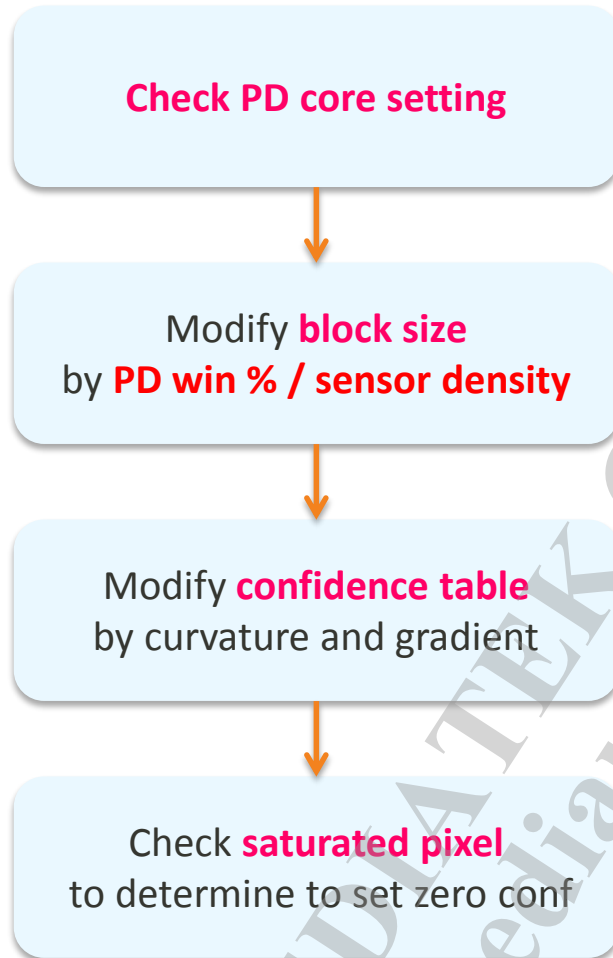 Check PD core setting
Modify block size
by PD win % / sensor density
Modify confidence table
by curvature and gradient
Check saturated pixel
to determine to set zero conf